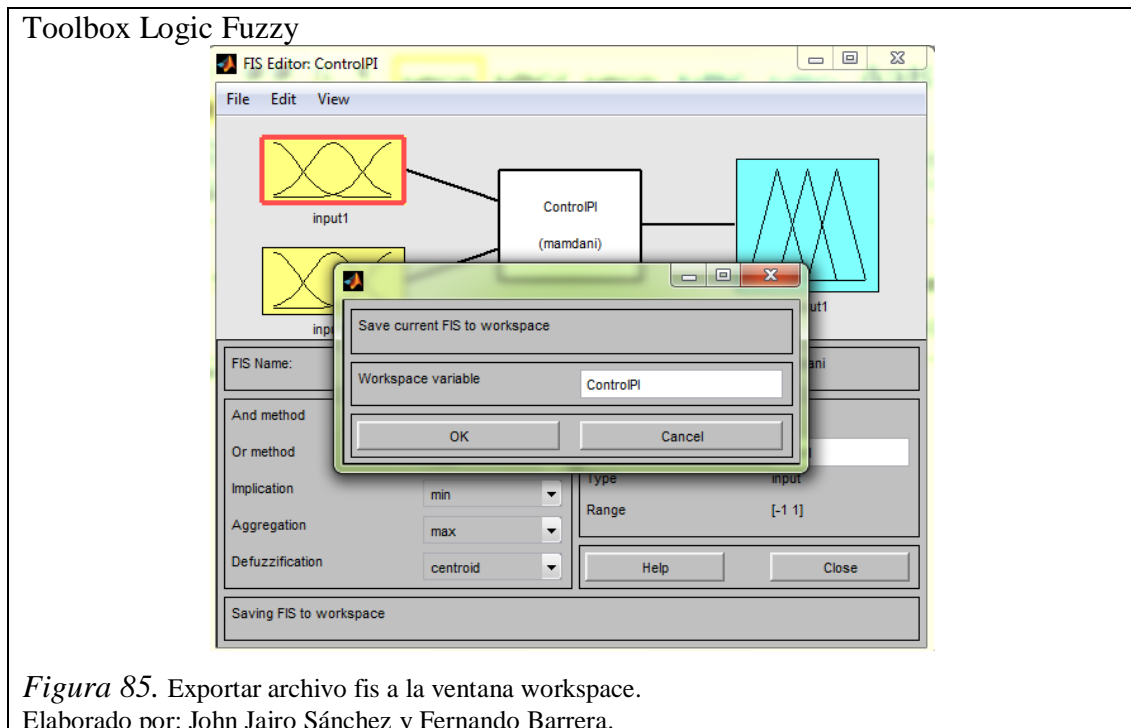 Toolbox Logic Fuzzy
FIS Editor: ControlPI
File Edit View
input1
ControlPI
(mamdani)
Save current FIS to workspace
Workspace variable
ControlPI
OK Cancel
FIS Name:
And method
Or method
Implication
min
Aggregation
max
Defuzzification
centroid
Type input
Range [-1 1]
Help Close
Saving FIS to workspace
Figura 85. Exportar archivo fis a la ventana workspace.
Elaborado por: John Jairo Sánchez y Fernando Barrera.